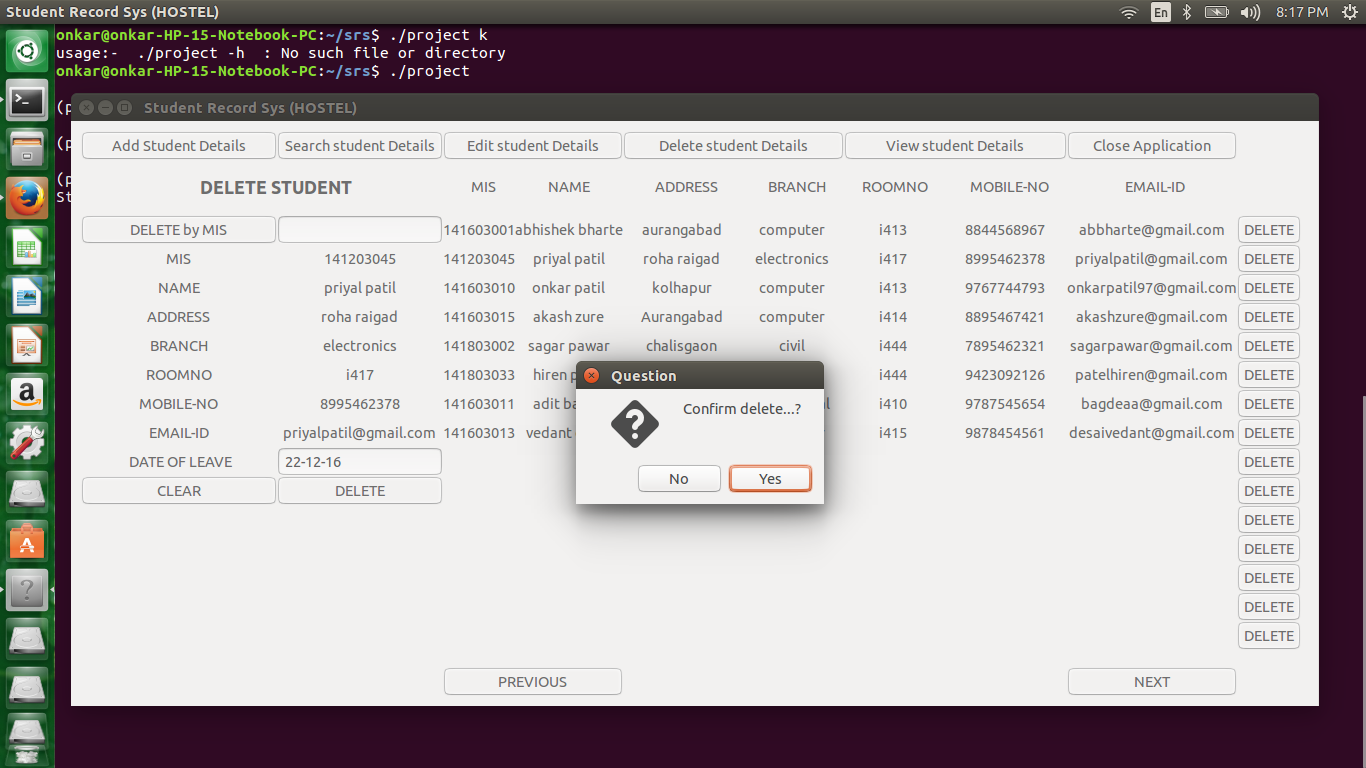 Student Record Sys (HOSTEL) En 8:17 PM
onkar@onkar-HP-15-Notebook-PC:~/srs$ ./project k
usage:- ./project -h : No such file or directory
onkar@onkar-HP-15-Notebook-PC:~/srs$ ./project
(p
Student Record Sys (HOSTEL)
(p
(p
St
Add Student Details Search student Details Edit student Details Delete student Details View student Details Close Application
DELETE STUDENT MIS NAME ADDRESS BRANCH ROOMNO MOBILE-NO EMAIL-ID
DELETE by MIS 141603001 abhishek bharte aurangabad computer i413 8844568967 abbharte@gmail.com DELETE
MIS 141203045 141203045 priyal patil roha raigad electronics i417 8995462378 priyalpatil@gmail.com DELETE
NAME priyal patil 141603010 onkar patil kolhapur computer i413 9767744793 onkarpatil97@gmail.com DELETE
ADDRESS roha raigad 141603015 akash zure Aurangabad computer i414 8895467421 akashzure@gmail.com DELETE
BRANCH electronics 141803002 sagar pawar chalisgaon civil i444 7895462321 sagarpawar@gmail.com DELETE
ROOMNO i417 141803033 hiren i444 9423092126 patelhiren@gmail.com DELETE
MOBILE-NO 8995462378 141603011 adit i410 9787545654 bagdeaa@gmail.com DELETE
EMAIL-ID priyalpatil@gmail.com 141603013 vedant i415 9878454561 desaivedant@gmail.com DELETE
DATE OF LEAVE 22-12-16 DELETE
CLEAR DELETE DELETE
DELETE
DELETE
DELETE
DELETE
DELETE
Question
Confirm delete...?
No Yes
PREVIOUS NEXT